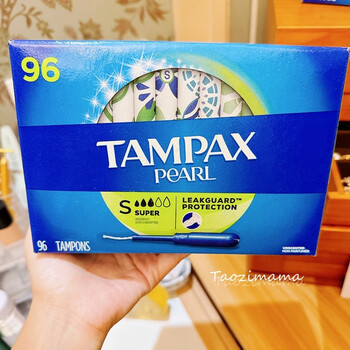 96
S
TAMPAX
PEARL
S SUPER
LEAKGUARD™
PROTECTION
96 TAMPONS
Taozimama